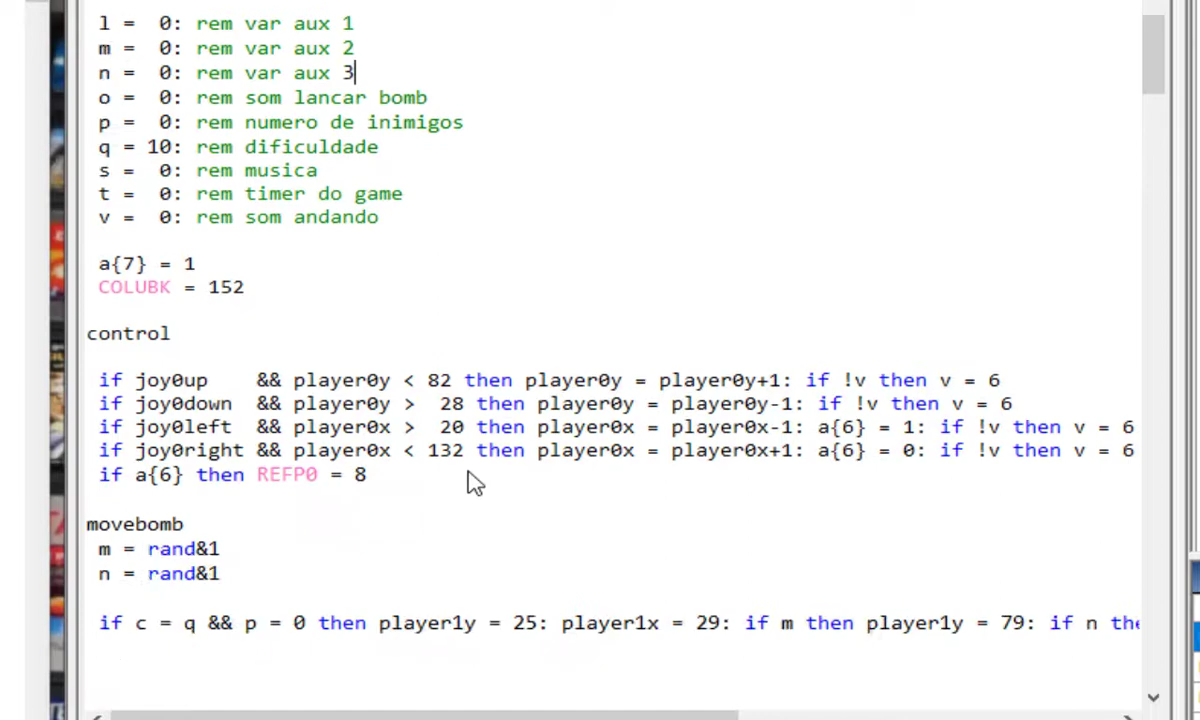 l =  0: rem var aux 1
m =  0: rem var aux 2
n =  0: rem var aux 3
o =  0: rem som lancar bomb
p =  0: rem numero de inimigos
q = 10: rem dificuldade
s =  0: rem musica
t =  0: rem timer do game
v =  0: rem som andando
a{7} = 1
COLUBK = 152
control
if joy0up    && player0y < 82 then player0y = player0y+1: if !v then v = 6
if joy0down  && player0y >  28 then player0y = player0y-1: if !v then v = 6
if joy0left  && player0x >  20 then player0x = player0x-1: a{6} = 1: if !v then v = 6
if joy0right && player0x < 132 then player0x = player0x+1: a{6} = 0: if !v then v = 6
if a{6} then REFP0 = 8
movebomb
m = rand&1
n = rand&1
if c = q && p = 0 then player1y = 25: player1x = 29: if m then player1y = 79: if n